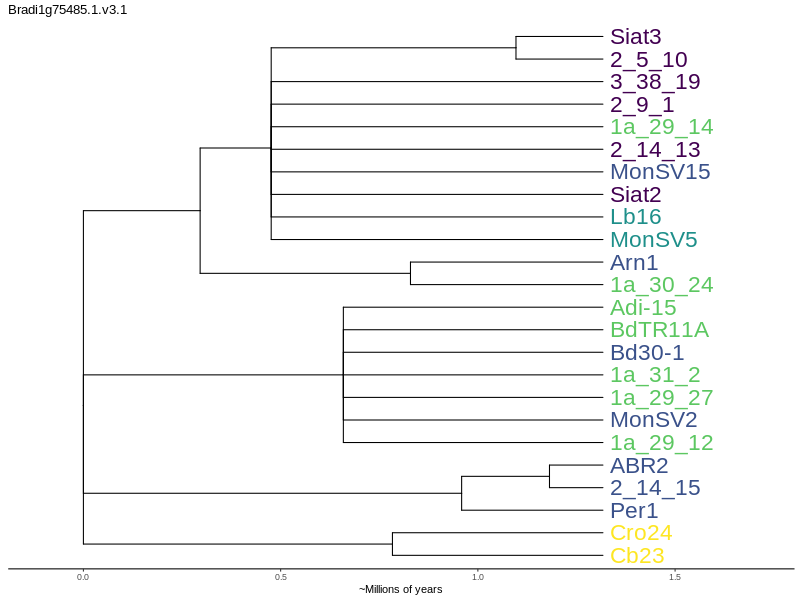 Bradi1g75485.1.v3.1
Siat3
2_5_10
3_38_19
2_9_1
1a_29_14
2_14_13
MonSV15
Siat2
Lb16
MonSV5
Arn1
1a_30_24
Adi-15
BdTR11A
Bd30-1
1a_31_2
1a_29_27
MonSV2
1a_29_12
ABR2
2_14_15
Per1
Cro24
Cb23
0.0 0.5 1.0 1.5
~Millions of years